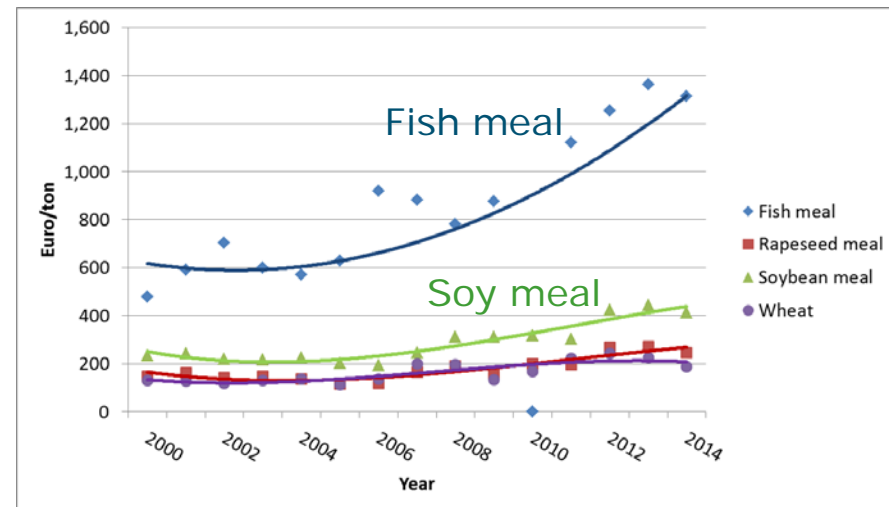 1,600
1,400
1,200
1,000
800
600
400
200
0
Euro/ton
Fish meal
Soy meal
2000
2002
2004
2006
2008
2010
2012
2014
Year
Fish meal
Rapeseed meal
Soybean meal
Wheat